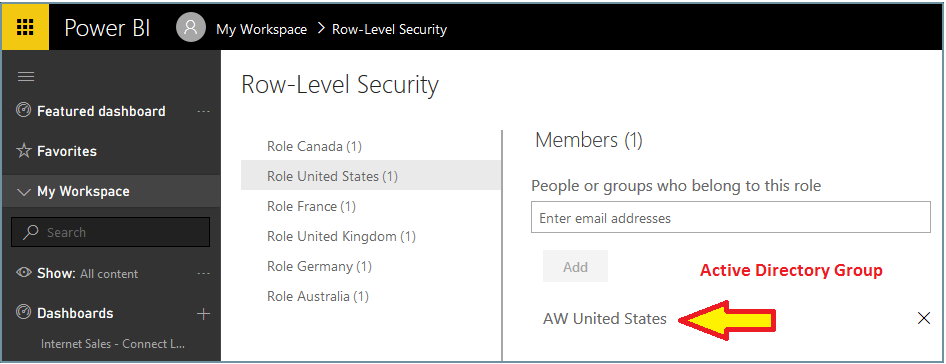 Power BI
My Workspace > Row-Level Security
Featured dashboard ...
Favorites
My Workspace
Search
Show: All content ...
Dashboards +
Internet Sales - Connect L...
Row-Level Security
Role Canada (1)
Role United States (1)
Role France (1)
Role United Kingdom (1)
Role Germany (1)
Role Australia (1)
Members (1)
People or groups who belong to this role
Enter email addresses
Add
Active Directory Group
AW United States